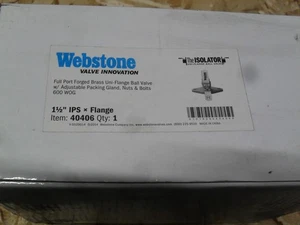 Webstone
VALVE INNOVATION
The ISOLATOR
Full Port Forged Brass Uni-Flange Ball Valve
w/ Adjustable Packing Gland, Nuts & Bolts
600 WOG
1½" IPS × Flange
Item: 40406 Qty: 1